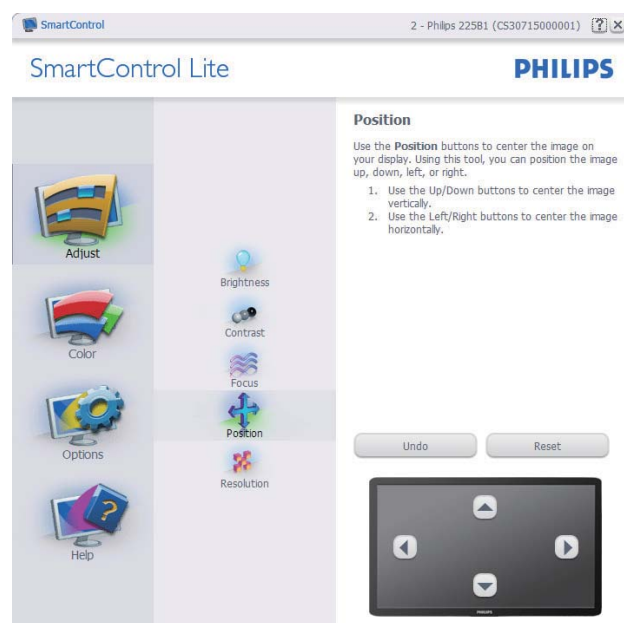 SmartControl
2 - Philips 225B1 (CS30715000001)
?
SmartControl Lite
PHILIPS
Adjust
Color
Options
Help
Brightness
Contrast
Focus
Position
Resolution
Position
Use the Position buttons to center the image on
your display. Using this tool, you can position the image
up, down, left, or right.
1. Use the Up/Down buttons to center the image
vertically.
2. Use the Left/Right buttons to center the image
horizontally.
Undo
Reset
PHILIPS